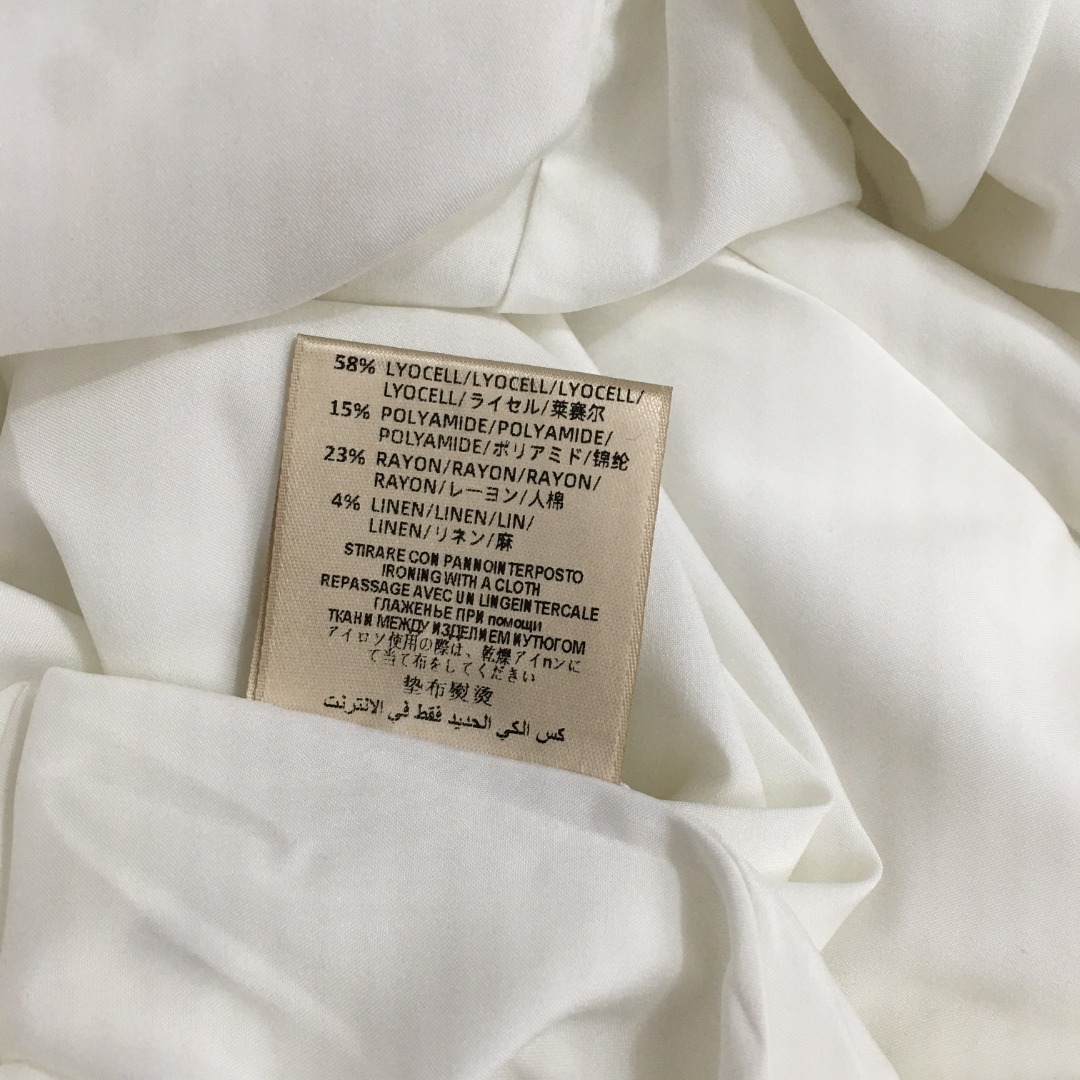 58% LYOCELL/LYOCELL/LYOCELL/
LYOCELL/ライセル/莱赛尔
15% POLYAMIDE/POLYAMIDE/
POLYAMIDE/ポリアミド/锦纶
23% RAYON/RAYON/RAYON/
RAYON/レーヨン/人棉
4% LINEN/LINEN/LIN/
LINEN/リネン/麻
STIRARE CON PANNOINTERPOSTO
IRONING WITH A CLOTH
REPASSAGE AVEC UN LINGEINTERCALE
ГЛАЖЕНЬЕ ПРИ помощи
ТКАНИ МЕЖДУ ИЗДЕЛИЕМ ИУТЮГОМ
アイロソ使用の際は、乾燥アイnンに
て当て布をしてください
垫布熨烫
كس الكي الحديد فقط في الانترنت